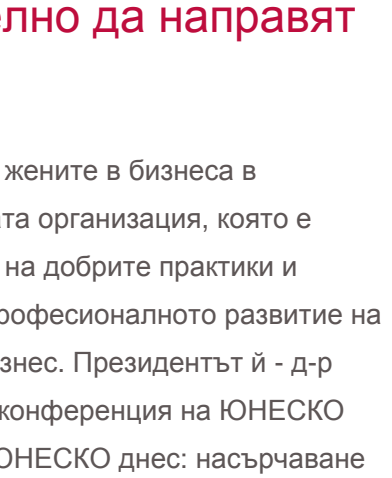 елно да направят
жените в бизнеса в
ата организация, която е
на добрите практики и
рофесионалното развитие на
знес. Президентът й - д-р
конференция на ЮНЕСКО
ОНЕСКО днес: насърчаване